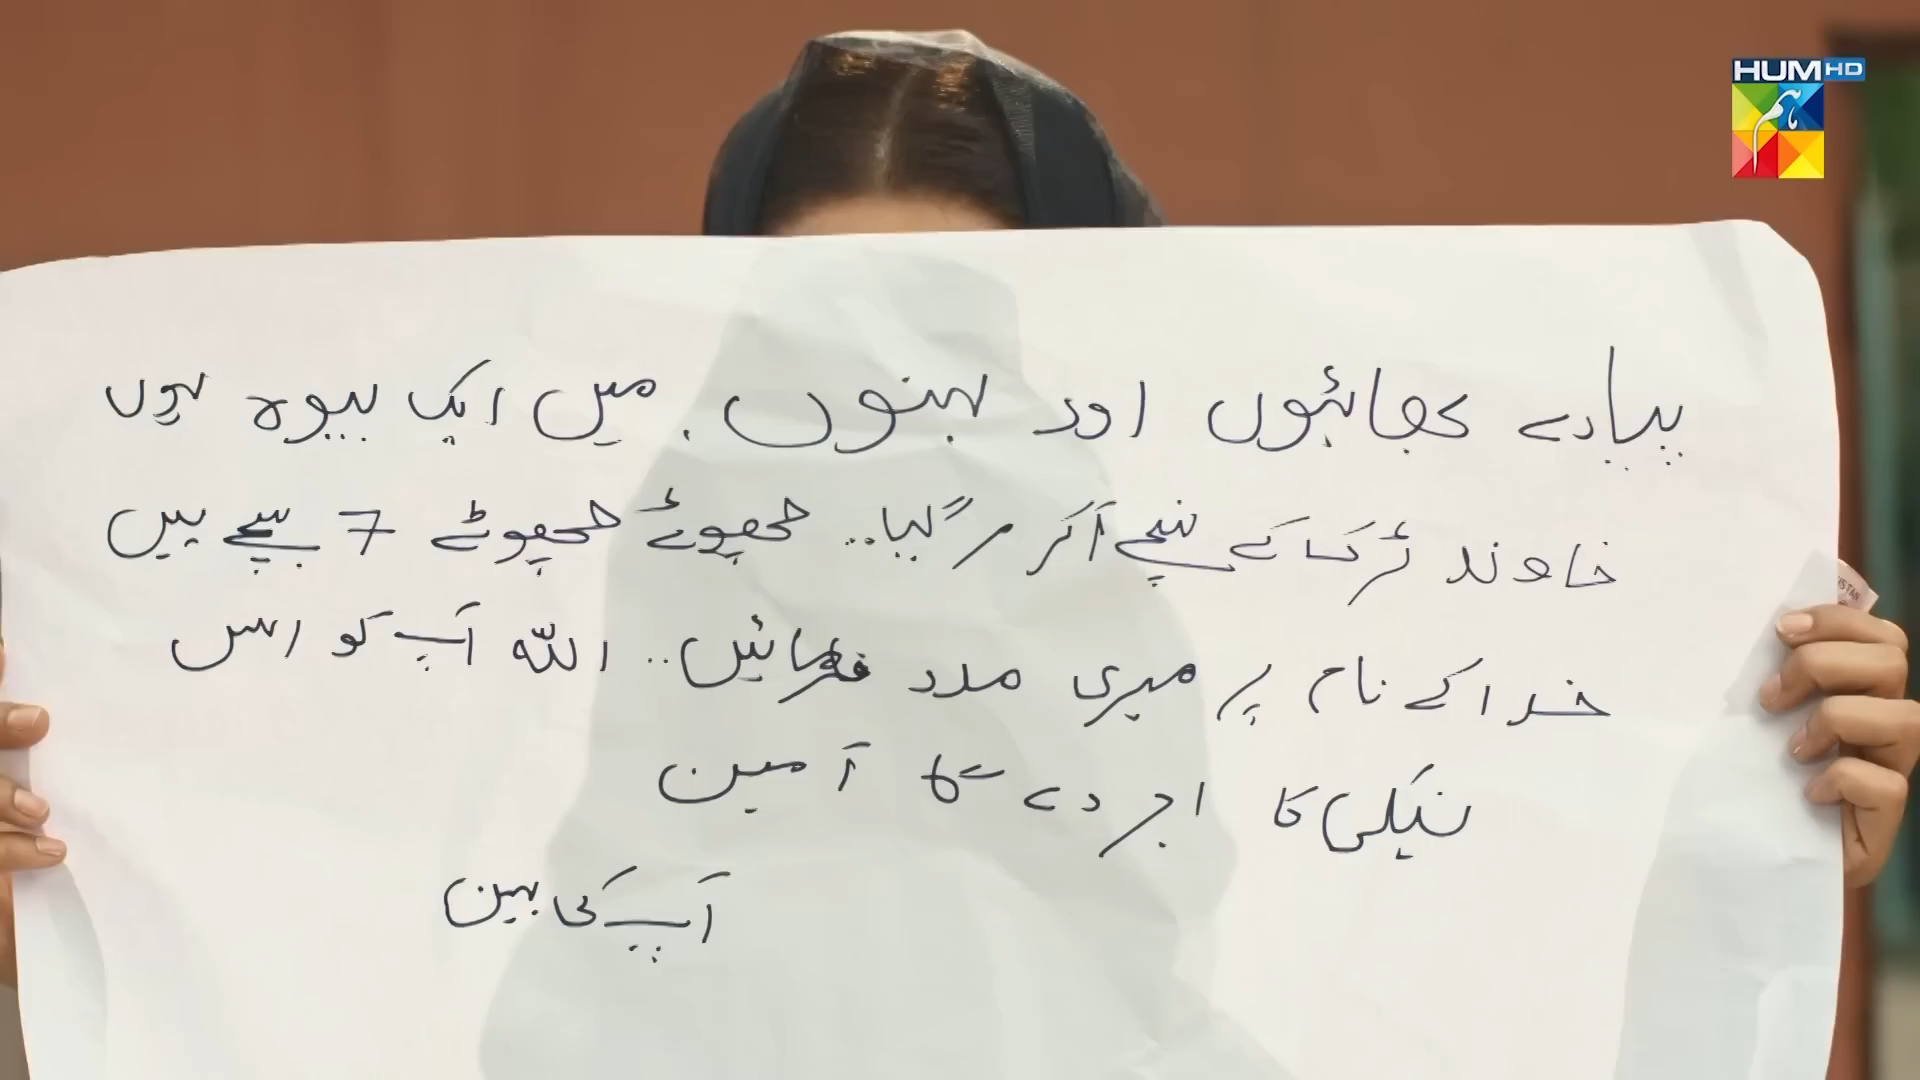 HUM HD
ہم
پیارے بھائیوں اور بہنوں. میں ایک بیوہ ہوں
خاوند ٹرک کے نیچے آکر مر گیا.. چھوٹے چھوٹے 7 بچے ہیں
خدا کے نام پر میری مدد فرمائیں.. اللہ آپ کو اس
نیکی کا اجر دے گا آمین
آپ کی بہن